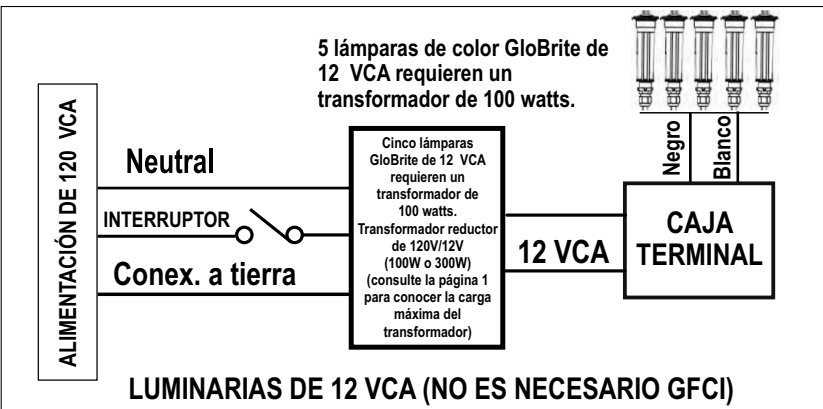 5 lámparas de color GloBrite de
12 VCA requieren un
transformador de 100 watts.
ALIMENTACIÓN DE 120 VCA
Neutral
INTERRUPTOR
Conex. a tierra
Cinco lámparas
GloBrite de 12 VCA
requieren un
transformador de
100 watts.
Transformador reductor
de 120V/12V
(100W o 300W)
(consulte la página 1
para conocer la carga
máxima del
transformador)
12 VCA
Negro
Blanco
CAJA
TERMINAL
LUMINARIAS DE 12 VCA (NO ES NECESARIO GFCI)